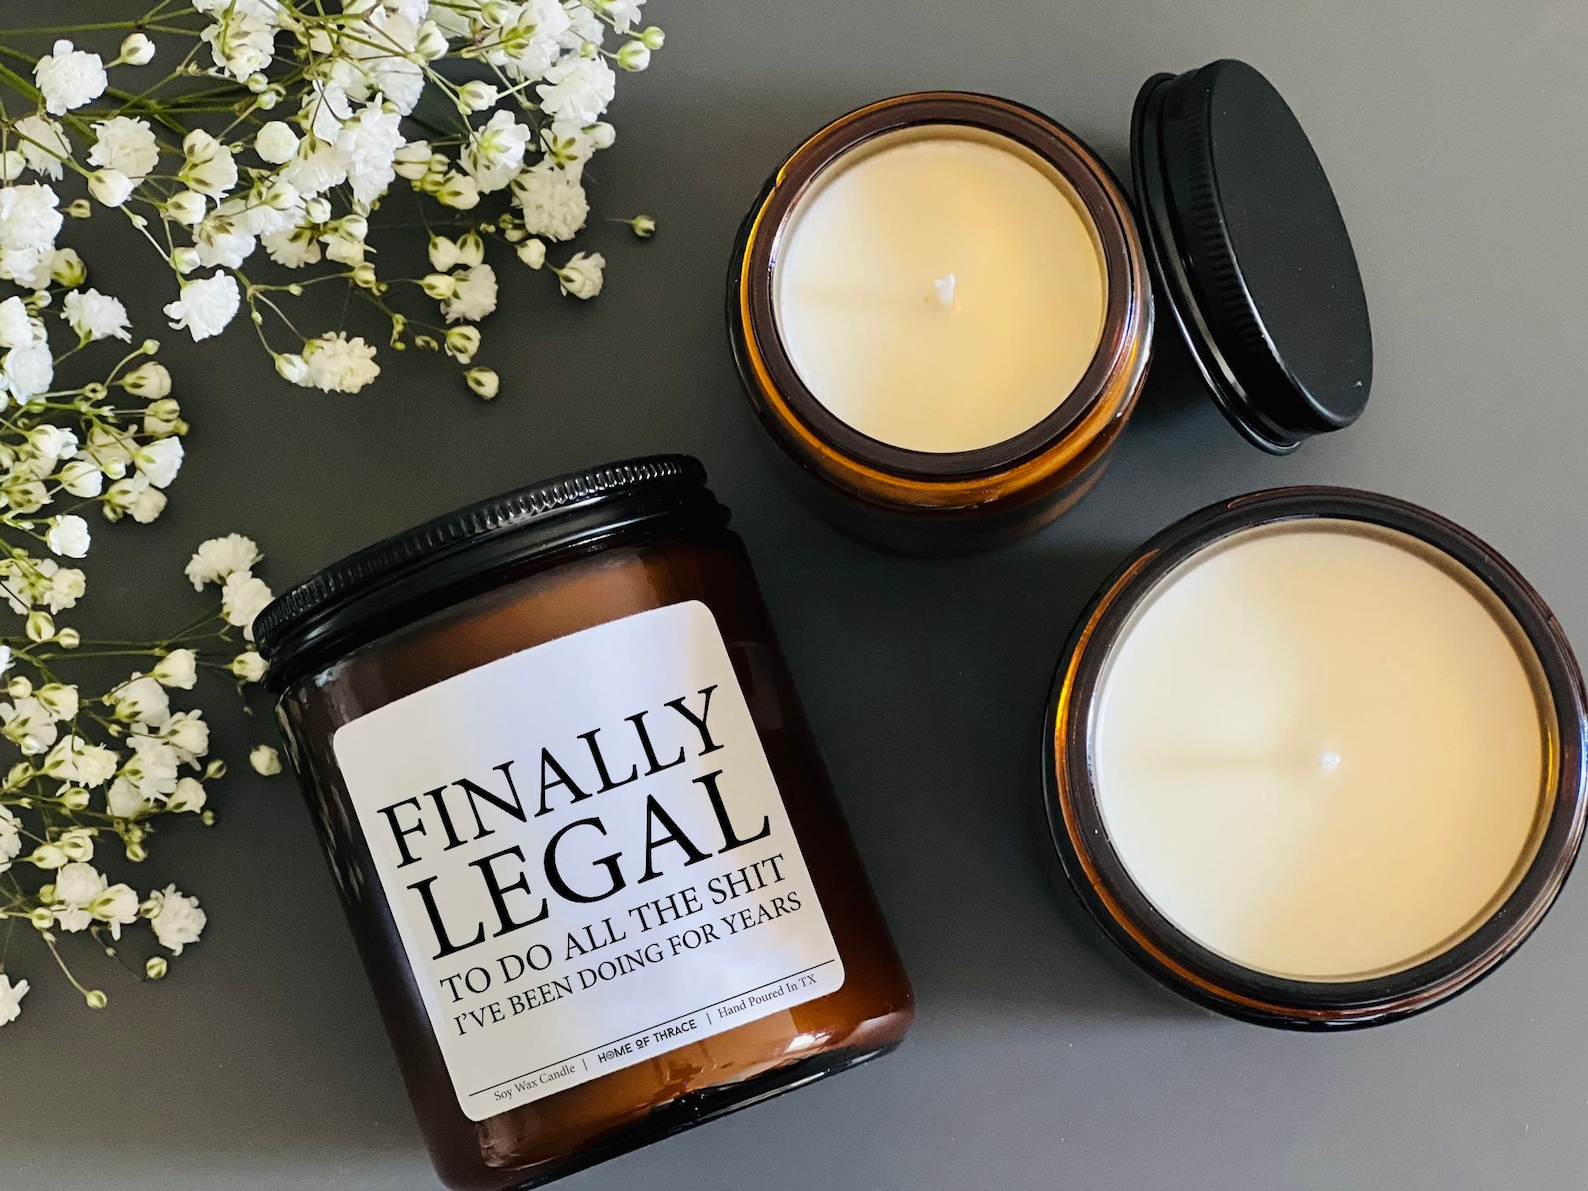 FINALLY
LEGAL
TO DO ALL THE SHIT
I'VE BEEN DOING FOR YEARS
Soy Wax Candle | HOME OF THRACE | Hand Poured In TX